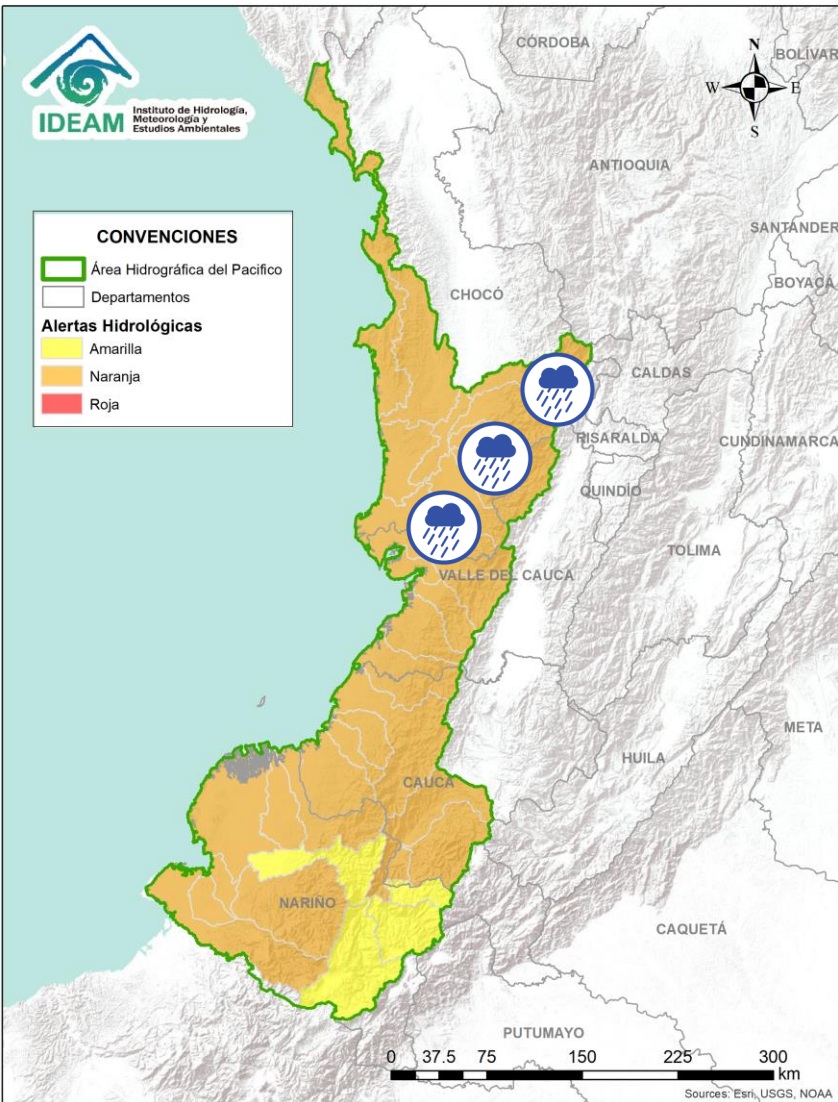 IDEAM
Instituto de Hidrología,
Meteorología y
Estudios Ambientales
CÓRDOBA
BOLÍVAR
N
W
E
S
ANTIOQUIA
SANTANDER
CONVENCIONES
Área Hidrográfica del Pacifico
Departamentos
Alertas Hidrológicas
Amarilla
Naranja
Roja
BOYACÁ
CHOCÓ
CALDAS
RISARALDA
CUNDINAMARCA
QUINDÍO
TOLIMA
VALLE DEL CAUCA
META
HUILA
CAUCA
NARIÑO
CAQUETÁ
PUTUMAYO
0 37.5 75 150 225 300
km
Sources: Esri, USGS, NOAA